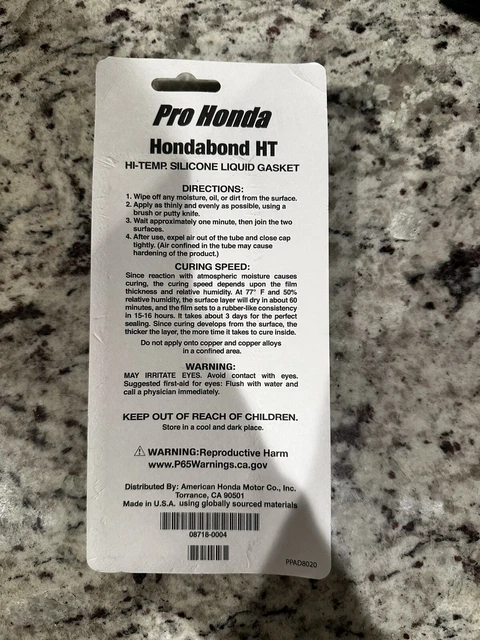 Pro Honda
Hondabond HT
HI-TEMP. SILICONE LIQUID GASKET
DIRECTIONS:
1. Wipe off any moisture, oil, or dirt from the surface.
2. Apply as thinly and evenly as possible, using a
brush or putty knife.
3. Wait approximately one minute, then join the two
surfaces.
4. After use, expel air out of the tube and close cap
tightly. (Air confined in the tube may cause
hardening of the product.)
CURING SPEED:
Since reaction with atmospheric moisture causes
curing, the curing speed depends upon the film
thickness and relative humidity. At 77° F and 50%
relative humidity, the surface layer will dry in about 60
minutes, and the film sets to a rubber-like consistency
in 15-16 hours. It takes about 3 days for the perfect
sealing. Since curing develops from the surface, the
thicker the layer, the more time it takes to cure inside.
Do not apply onto copper and copper alloys
in a confined area.
WARNING:
MAY IRRITATE EYES. Avoid contact with eyes.
Suggested first-aid for eyes: Flush with water and
call a physician immediately.
KEEP OUT OF REACH OF CHILDREN.
Store in a cool and dark place.
⚠ WARNING: Reproductive Harm
www.P65Warnings.ca.gov
Distributed By: American Honda Motor Co., Inc.
Torrance, CA 90501
Made in U.S.A. using globally sourced materials
08718-0004
PPAD8020